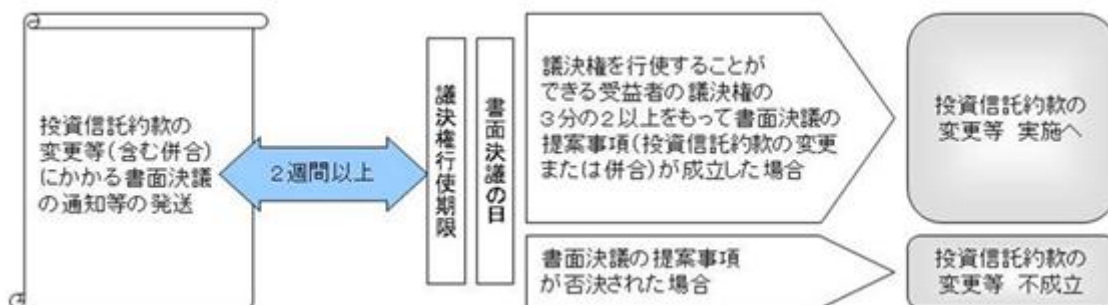 投資信託約款の
変更等(含む併合)
にかかる書面決議
の通知等の発送
２週間以上
議決権行使期限
書面決議の日
議決権を行使することが
できる受益者の議決権の
３分の２以上をもって書面決議の
提案事項(投資信託約款の変更
または併合)が成立した場合
投資信託約款の
変更等 実施へ
書面決議の提案事項
が否決された場合
投資信託約款の
変更等 不成立